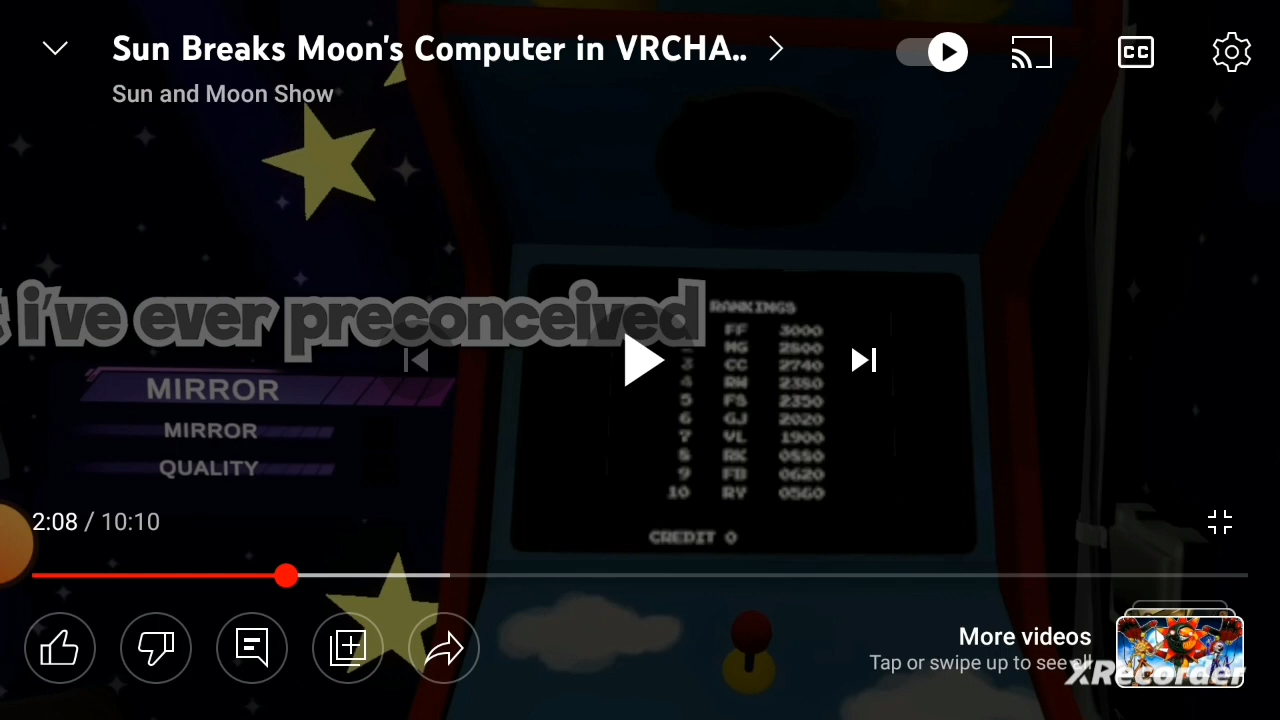 Sun Breaks Moon's Computer in VRCHA..
Sun and Moon Show
CC
i've ever preconceived
RANKINGS
FF 3000
MG 2800
3 CC 2740
4 RW 2380
5 FS 2350
6 GJ 2020
7 VL 1900
8 RK 0880
9 FB 0620
10 RY 0560
CREDIT 0
MIRROR
MIRROR
QUALITY
2:08 / 10:10
More videos
Tap or swipe up to see all
XRecorder